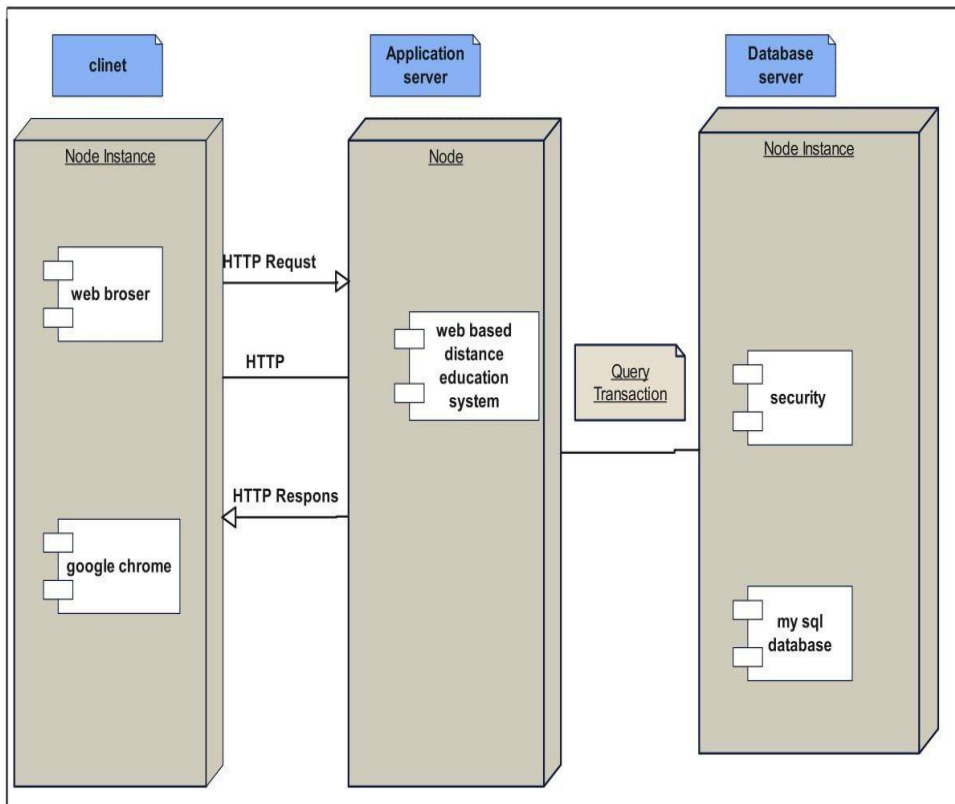 clinet
Application
server
Database
server
Node Instance
Node
Node Instance
web broser
google chrome
HTTP Requst
HTTP
HTTP Respons
web based
distance
education
system
Query
Transaction
security
my sql
database